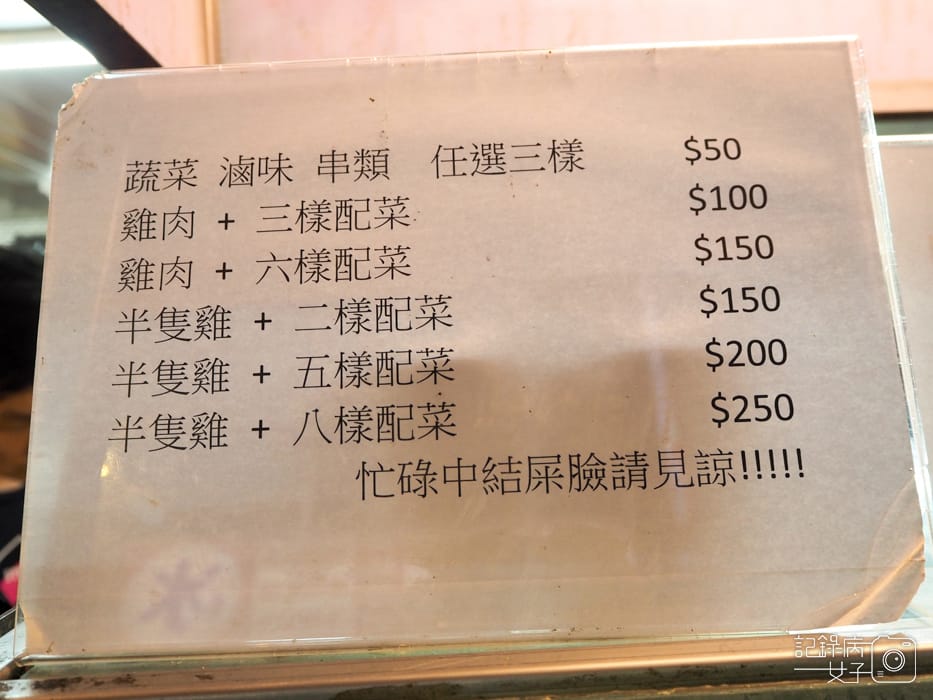 蔬菜 滷味 串類 任選三樣 $50
雞肉 + 三樣配菜 $100
雞肉 + 六樣配菜 $150
半隻雞 + 二樣配菜 $150
半隻雞 + 五樣配菜 $200
半隻雞 + 八樣配菜 $250
忙碌中結屎臉請見諒!!!!!
記錄病
女子